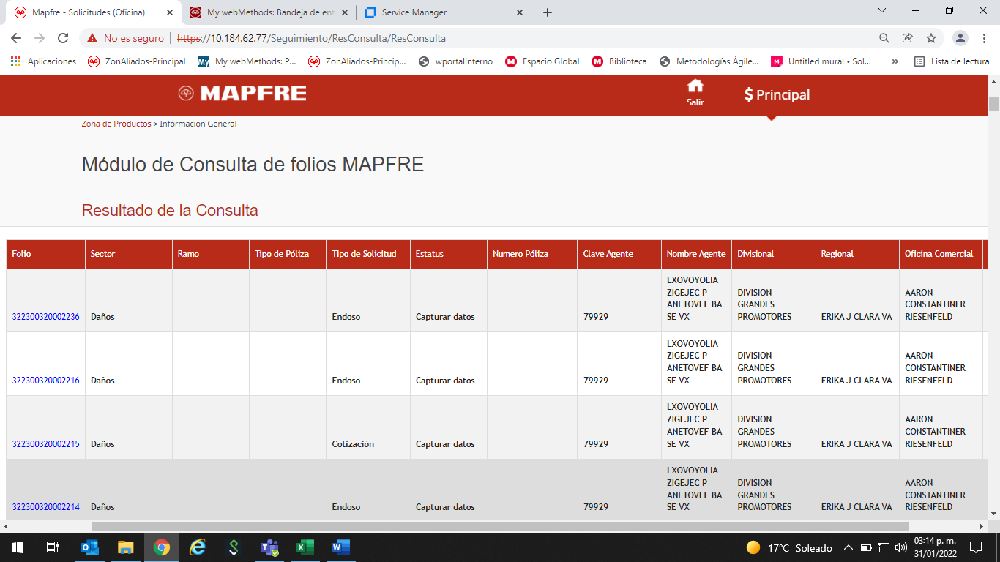 Mapfre - Solicitudes (Oficina)
My webMethods: Bandeja de ent
Service Manager
No es seguro
https://10.184.62.77/Seguimiento/ResConsulta/ResConsulta
Aplicaciones
ZonAliados-Principal
My webMethods: P...
ZonAliados-Princip...
wportalinterno
Espacio Global
Biblioteca
Metodologías Ágile...
Untitled mural • Sol...
»
Lista de lectura
MAPFRE
Salir
$ Principal
Zona de Productos > Informacion General
Módulo de Consulta de folios MAPFRE
Resultado de la Consulta
Folio Sector Ramo Tipo de Póliza Tipo de Solicitud Estatus Numero Póliza Clave Agente Nombre Agente Divisional Regional Oficina Comercial
LXOVOYOLIA
ZIGEJEC P DIVISION AARON
ANETOVEF BA GRANDES CONSTANTINER
322300320002236 Daños Endoso Capturar datos 79929 SE VX PROMOTORES ERIKA J CLARA VA RIESENFELD
LXOVOYOLIA
ZIGEJEC P DIVISION AARON
ANETOVEF BA GRANDES CONSTANTINER
322300320002216 Daños Endoso Capturar datos 79929 SE VX PROMOTORES ERIKA J CLARA VA RIESENFELD
LXOVOYOLIA
ZIGEJEC P DIVISION AARON
ANETOVEF BA GRANDES CONSTANTINER
322300320002215 Daños Cotización Capturar datos 79929 SE VX PROMOTORES ERIKA J CLARA VA RIESENFELD
LXOVOYOLIA
ZIGEJEC P DIVISION AARON
ANETOVEF BA GRANDES CONSTANTINER
322300320002214 Daños Endoso Capturar datos 79929 SE VX PROMOTORES ERIKA J CLARA VA RIESENFELD
17°C Soleado
03:14 p. m.
31/01/2022